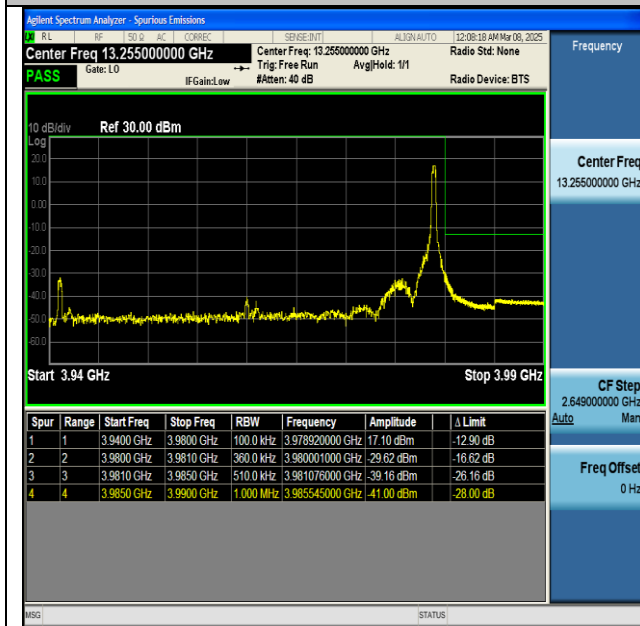 Agilent Spectrum Analyzer - Spurious Emissions
RL RF 50 Ω AC CORREC SENSE:INT ALIGN AUTO 12:08:18 AM Mar 08, 2025
Center Freq 13.255000000 GHz Center Freq: 13.255000000 GHz Radio Std: None
PASS Gate: LO Trig: Free Run Avg|Hold: 1/1
IFGain:Low #Atten: 40 dB Radio Device: BTS
10 dB/div Ref 30.00 dBm
Log
20.0
10.0
0.00
-10.0
-20.0
-30.0
-40.0
-50.0
-60.0
Start 3.94 GHz Stop 3.99 GHz
Spur Range Start Freq Stop Freq RBW Frequency Amplitude Δ Limit
1 1 3.9400 GHz 3.9800 GHz 100.0 kHz 3.978920000 GHz 17.10 dBm -12.90 dB
2 2 3.9800 GHz 3.9810 GHz 360.0 kHz 3.980001000 GHz -29.62 dBm -16.62 dB
3 3 3.9810 GHz 3.9850 GHz 510.0 kHz 3.981076000 GHz -39.16 dBm -26.16 dB
4 4 3.9850 GHz 3.9900 GHz 1.000 MHz 3.985545000 GHz -41.00 dBm -28.00 dB
MSG STATUS
Frequency
Center Freq
13.255000000 GHz
CF Step
2.649000000 GHz
Auto Man
Freq Offset
0 Hz